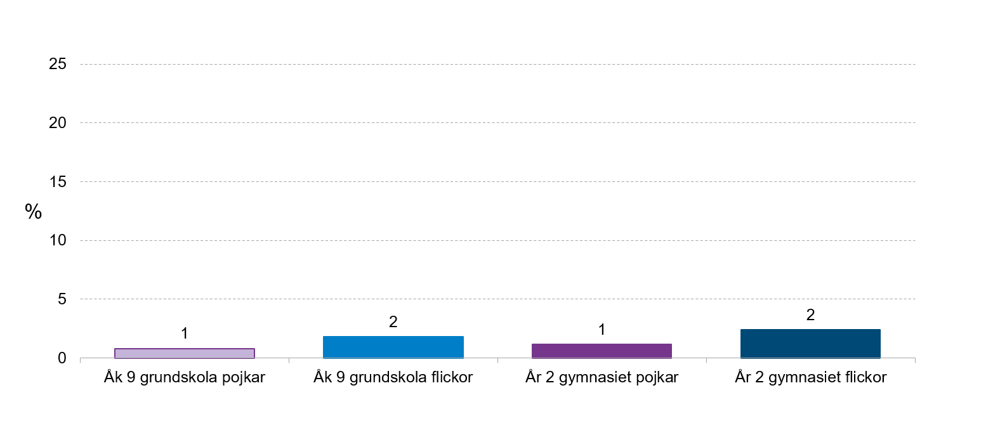 25
20
15
%
10
5
0
1
2
1
2
Åk 9 grundskola pojkar
Åk 9 grundskola flickor
År 2 gymnasiet pojkar
År 2 gymnasiet flickor